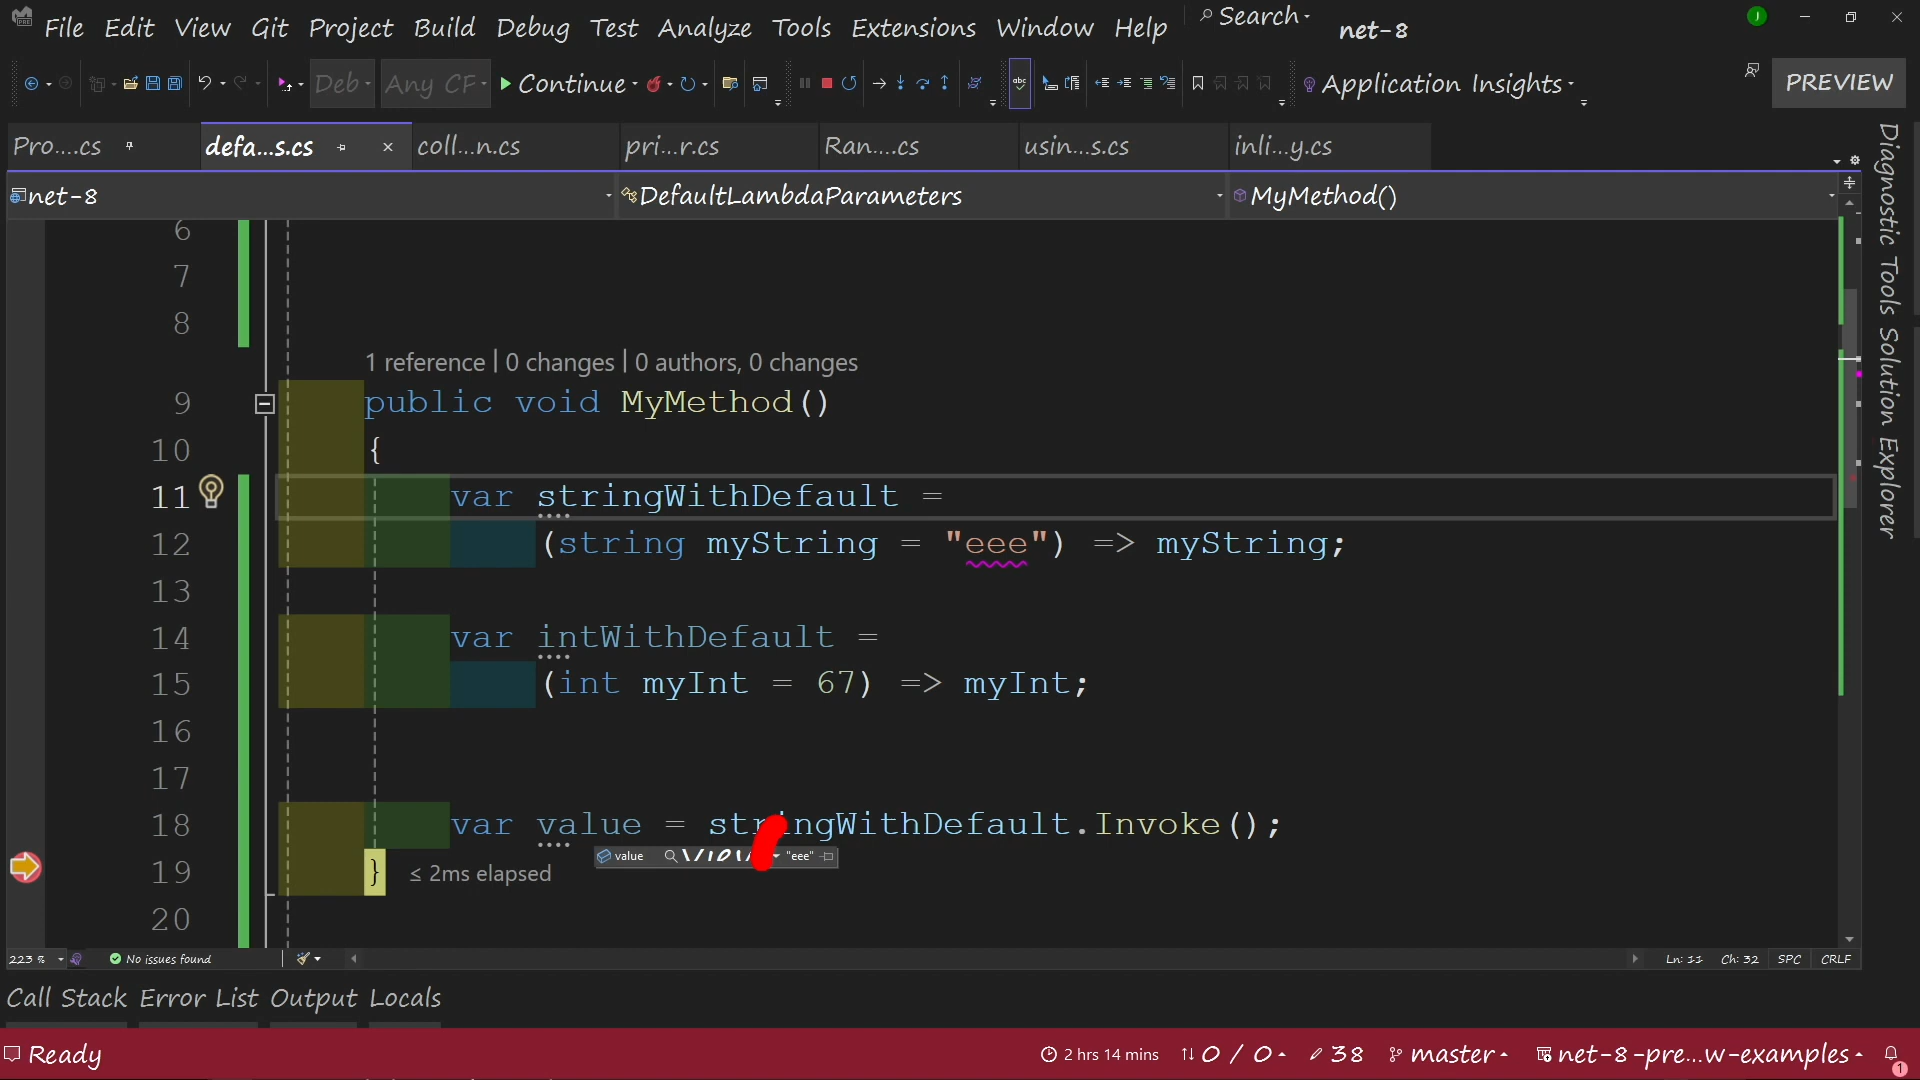 File Edit View Git Project Build Debug Test Analyze Tools Extensions Window Help Search net-8
Deb Any CF Continue Application Insights PREVIEW
Pro....cs defa...s.cs coll...n.cs pri...r.cs Ran....cs usin...s.cs inli...y.cs
net-8 DefaultLambdaParameters MyMethod()
Diagnostic Tools Solution Explorer
6
7
8
1 reference | 0 changes | 0 authors, 0 changes
9 public void MyMethod()
10 {
11 var stringWithDefault =
12 (string myString = "eee") => myString;
13
14 var intWithDefault =
15 (int myInt = 67) => myInt;
16
17
18 var value = stringWithDefault.Invoke();
value "eee"
19 } ≤ 2ms elapsed
20
223 % No issues found Ln: 11 Ch: 32 SPC CRLF
Call Stack Error List Output Locals
Ready 2 hrs 14 mins 0 / 0 38 master net-8-pre...w-examples 1